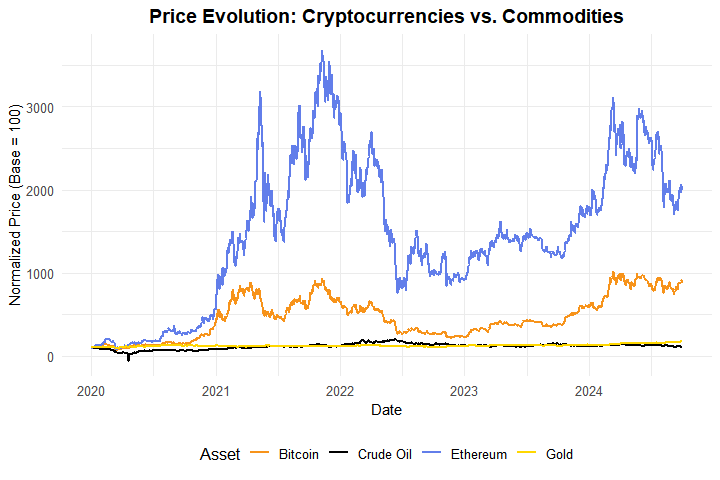 Price Evolution: Cryptocurrencies vs. Commodities
Normalized Price (Base = 100)
3000
2000
1000
0
2020
2021
2022
2023
2024
Date
Asset
Bitcoin
Crude Oil
Ethereum
Gold